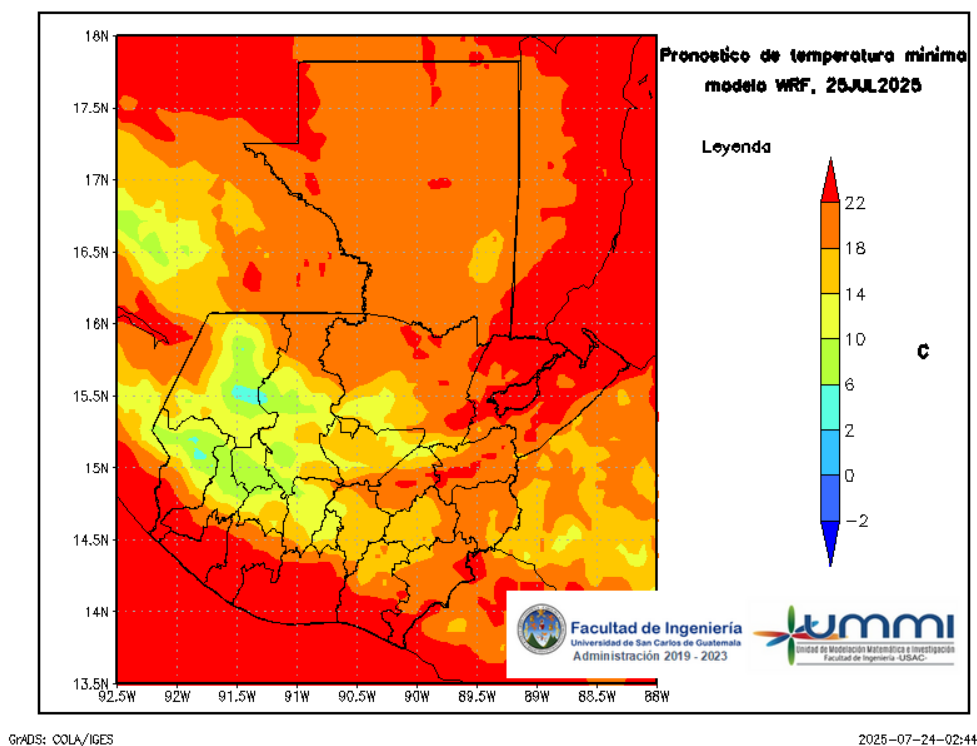 Pronostico de temperatura minima
modelo WRF, 25JUL2025
Leyenda
22
18
14
10
6
2
0
−2
C
18N
17.5N
17N
16.5N
16N
15.5N
15N
14.5N
14N
13.5N
92.5W
92W
91.5W
91W
90.5W
90W
89.5W
89W
88.5W
88W
Facultad de Ingeniería
Universidad de San Carlos de Guatemala
Administración 2019 - 2023
ummi
Unidad de Modelación Matemática e Investigación
Facultad de Ingeniería -USAC-
GrADS: COLA/IGES
2025-07-24-02:44